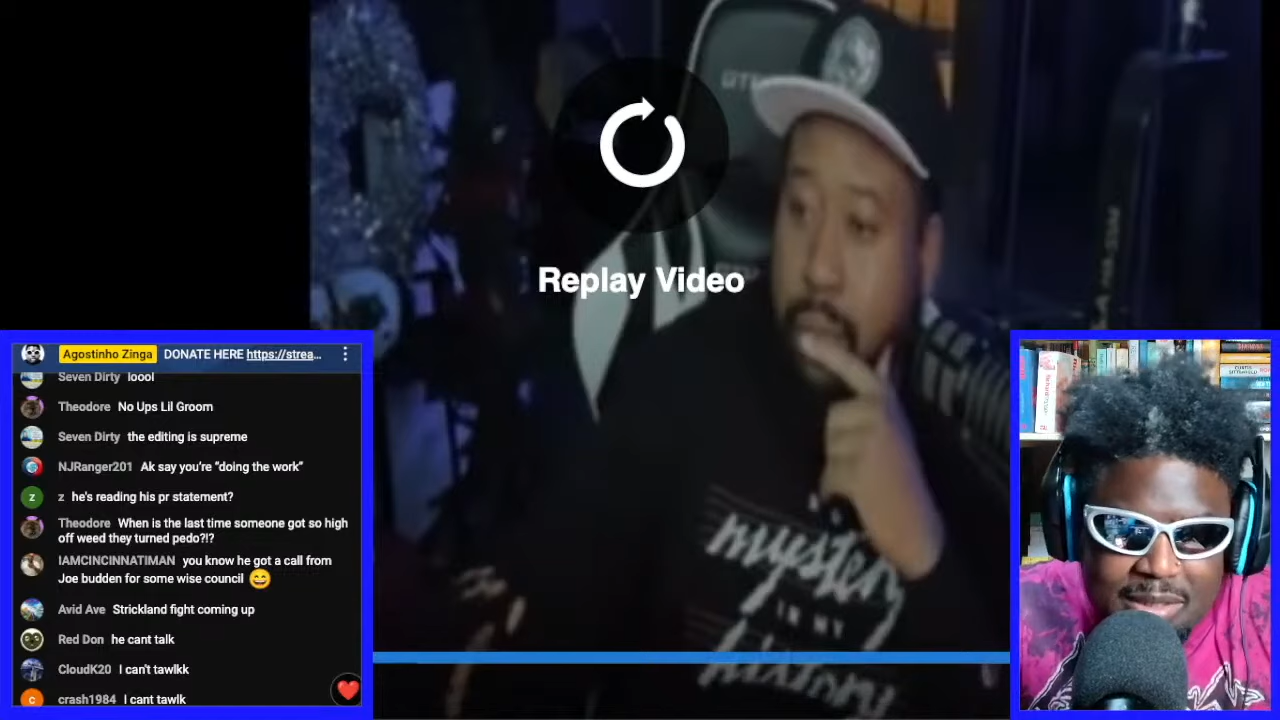 Replay Video
Agostinho Zinga DONATE HERE https://strea...
Seven Dirty loool
Theodore No Ups Lil Groom
Seven Dirty the editing is supreme
NJRanger201 Ak say you're “doing the work”
z z he's reading his pr statement?
Theodore When is the last time someone got so high
off weed they turned pedo?!?
IAMCINCINNATIMAN you know he got a call from
Joe budden for some wise council 😄
Avid Ave Strickland fight coming up
Red Don he cant talk
CloudK20 I can't tawlkk
c crash1984 I cant tawlk
mystery
IN MY
history